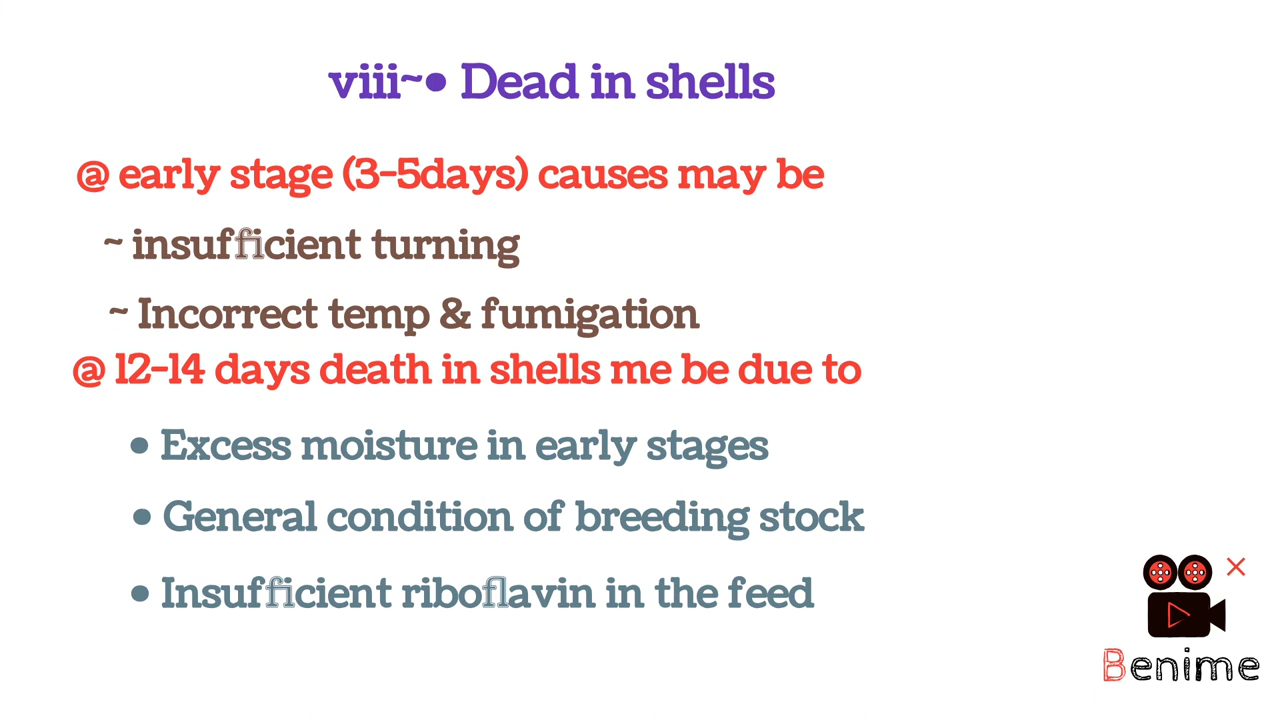 viii~• Dead in shells
@ early stage (3-5days) causes may be
~ insufficient turning
~ Incorrect temp & fumigation
@ 12-14 days death in shells me be due to
• Excess moisture in early stages
• General condition of breeding stock
• Insufficient riboflavin in the feed
Benime